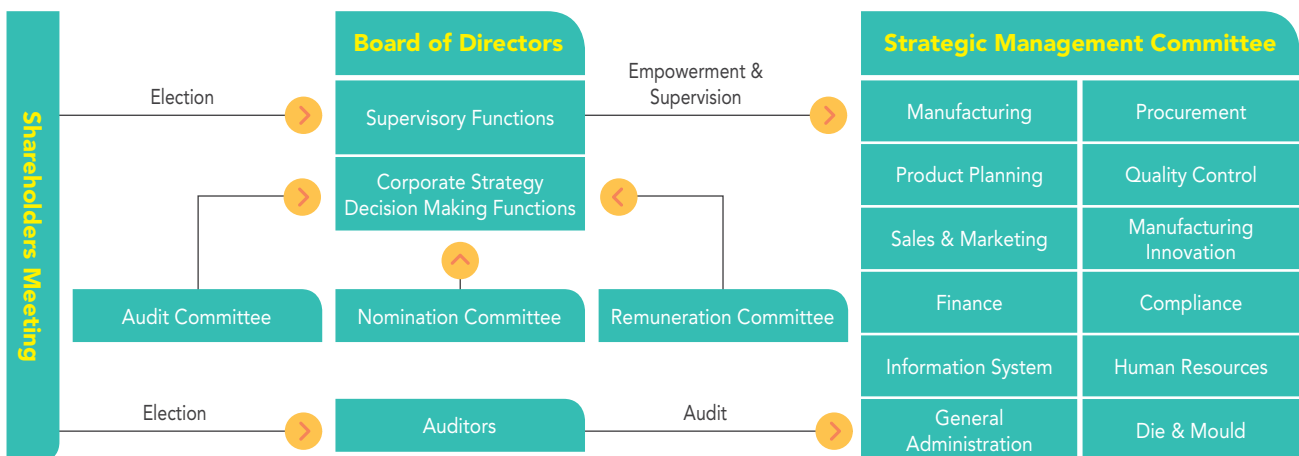 Shareholders Meeting
Election
Board of Directors
Supervisory Functions
Corporate Strategy
Decision Making Functions
Empowerment &
Supervision
Audit Committee
Nomination Committee
Remuneration Committee
Election
Auditors
Audit
Strategic Management Committee
Manufacturing
Procurement
Product Planning
Quality Control
Sales & Marketing
Manufacturing
Innovation
Finance
Compliance
Information System
Human Resources
General
Administration
Die & Mould